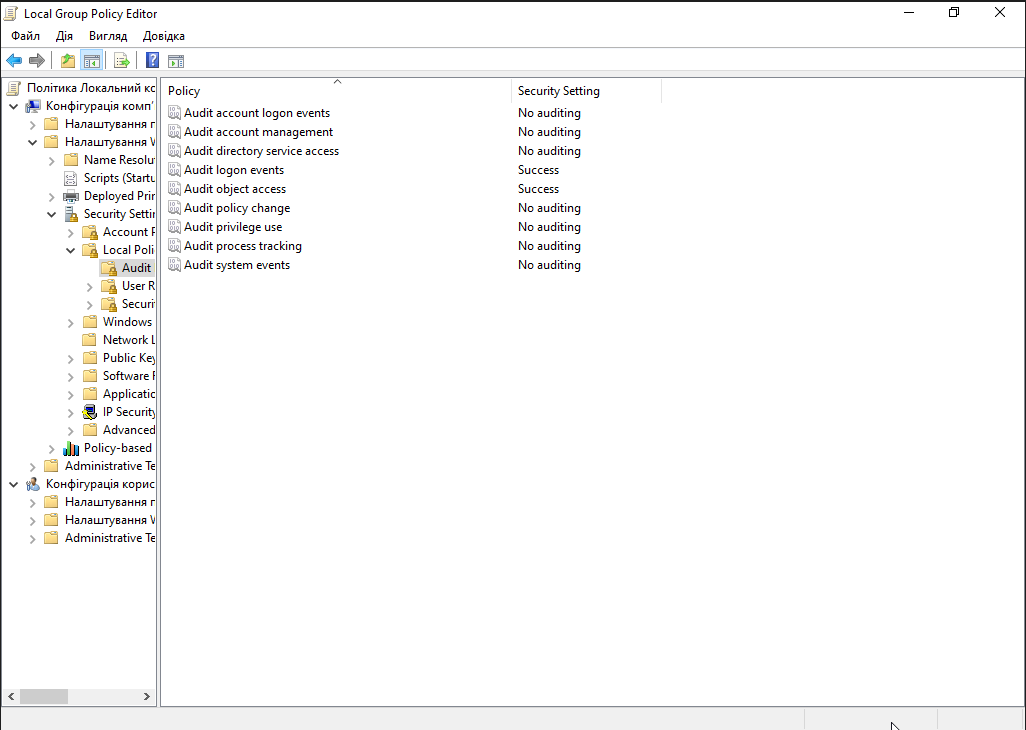 Local Group Policy Editor
Файл Дія Вигляд Довідка
Політика Локальний ко
Конфігурація комп'
Налаштування п
Налаштування W
Name Resolu
Scripts (Startu
Deployed Prin
Security Settin
Account P
Local Poli
Audit
User R
Securi
Windows
Network L
Public Key
Software R
Applicatio
IP Security
Advanced
Policy-based
Administrative Te
Конфігурація корис
Налаштування п
Налаштування W
Administrative Te
Policy Security Setting
Audit account logon events No auditing
Audit account management No auditing
Audit directory service access No auditing
Audit logon events Success
Audit object access Success
Audit policy change No auditing
Audit privilege use No auditing
Audit process tracking No auditing
Audit system events No auditing